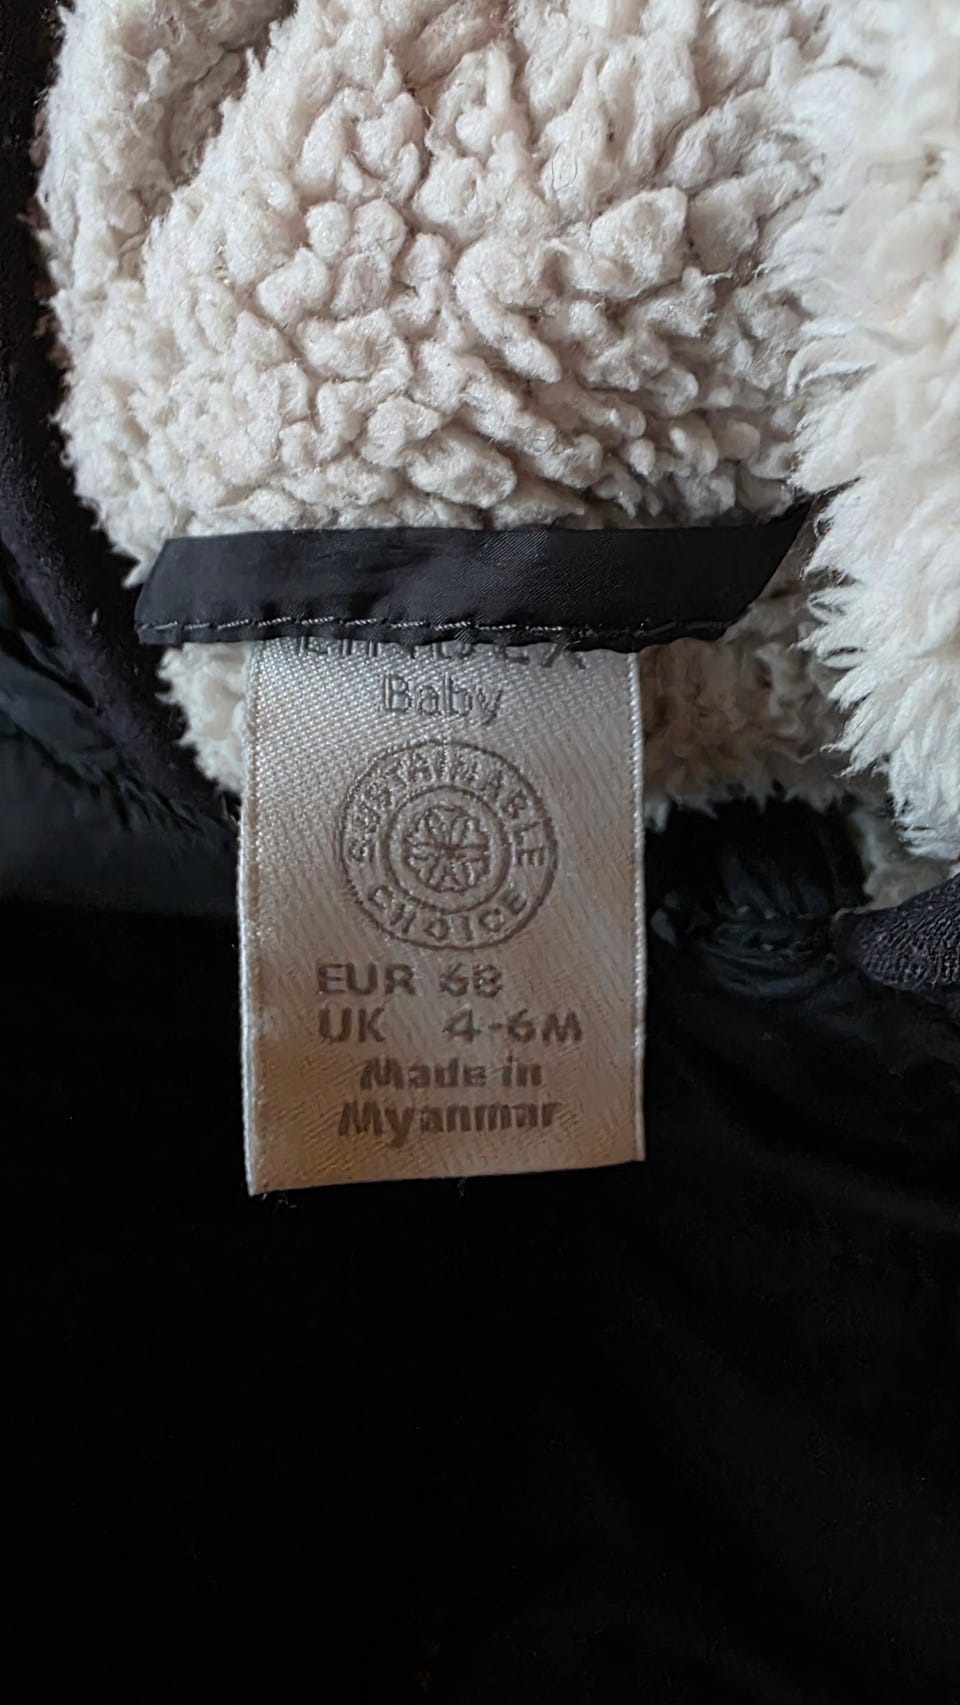 Baby
SUSTAINABLE
CHOICE
EUR 68
UK 4-6M
Made in
Myanmar